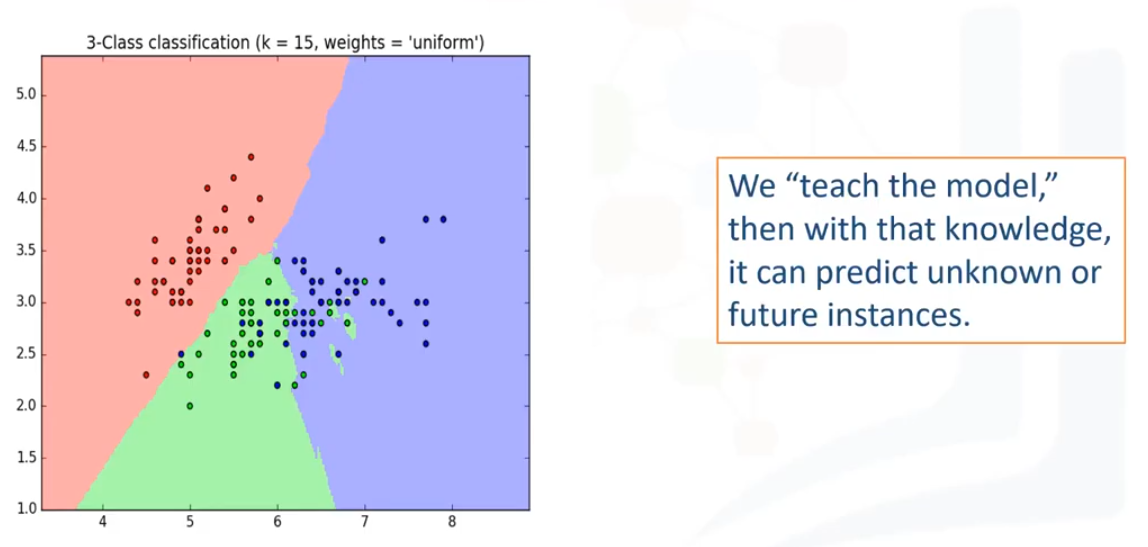 3-Class classification (k = 15, weights = 'uniform')
5.0
4.5
4.0
3.5
3.0
2.5
2.0
1.5
1.0
4 5 6 7 8
We “teach the model,”
then with that knowledge,
it can predict unknown or
future instances.